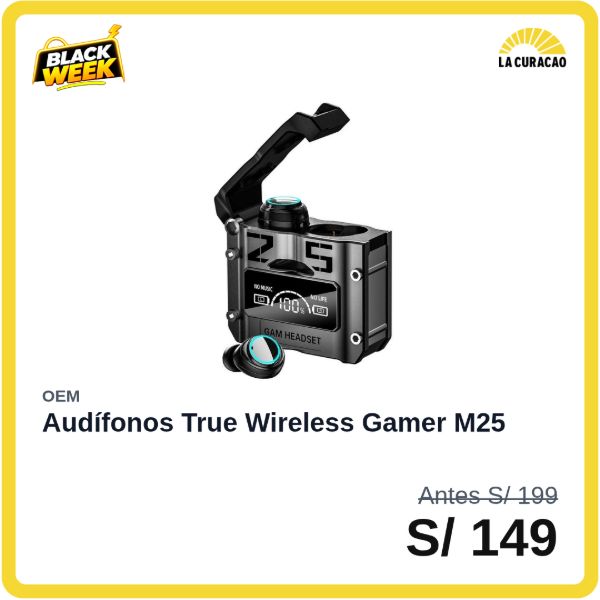 BLACK
WEEK
LA CURACAO
25
NO MUSIC
NO LIFE
100%
GAM HEADSET
OEM
Audífonos True Wireless Gamer M25
Antes S/ 199
S/ 149